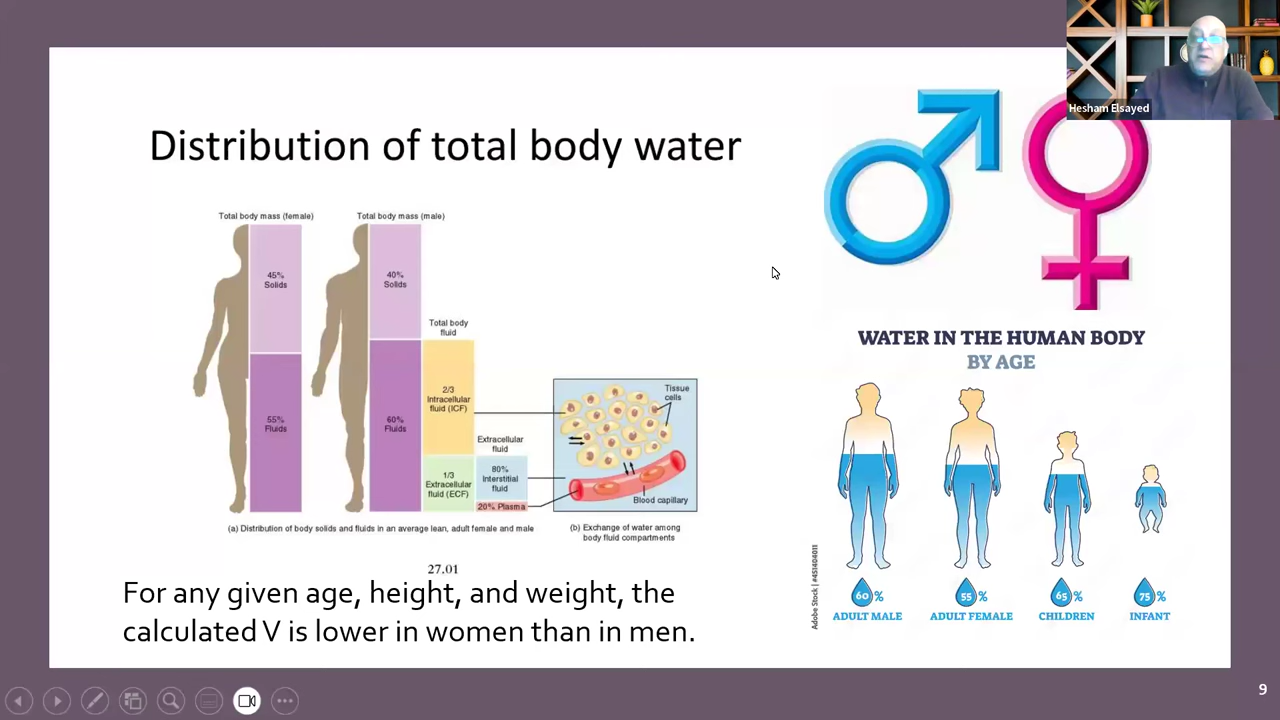 Hesham Elsayed
Distribution of total body water
Total body mass (female)
Total body mass (male)
45%
Solids
40%
Solids
Total body
fluid
2/3
Intracellular
fluid (ICF)
55%
Fluids
60%
Fluids
Extracellular
fluid
1/3
Extracellular
fluid (ECF)
80%
Interstitial
fluid
20% Plasma
Tissue
cells
Blood capillary
(a) Distribution of body solids and fluids in an average lean, adult female and male
(b) Exchange of water among
body fluid compartments
27.01
For any given age, height, and weight, the
calculated V is lower in women than in men.
WATER IN THE HUMAN BODY
BY AGE
60%
ADULT MALE
55%
ADULT FEMALE
65%
CHILDREN
75%
INFANT
Adobe Stock | #451404011
9